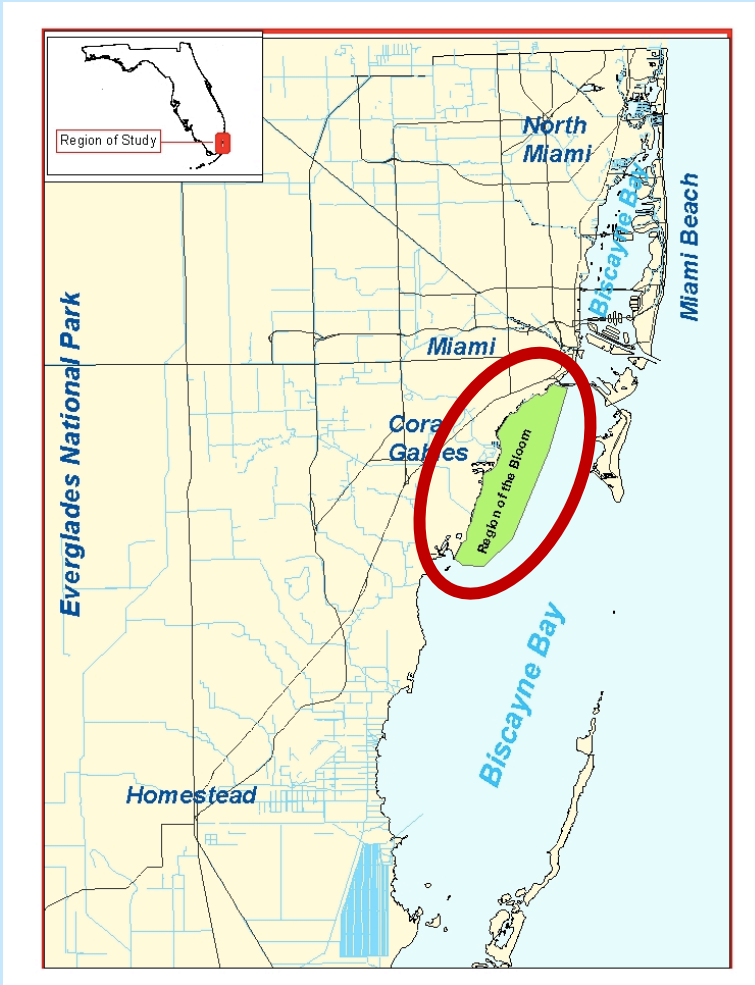 Region of Study
North
Miami
Biscayne Bay
Miami Beach
Everglades National Park
Miami
Coral
Gables
Region of the Bloom
Biscayne Bay
Homestead